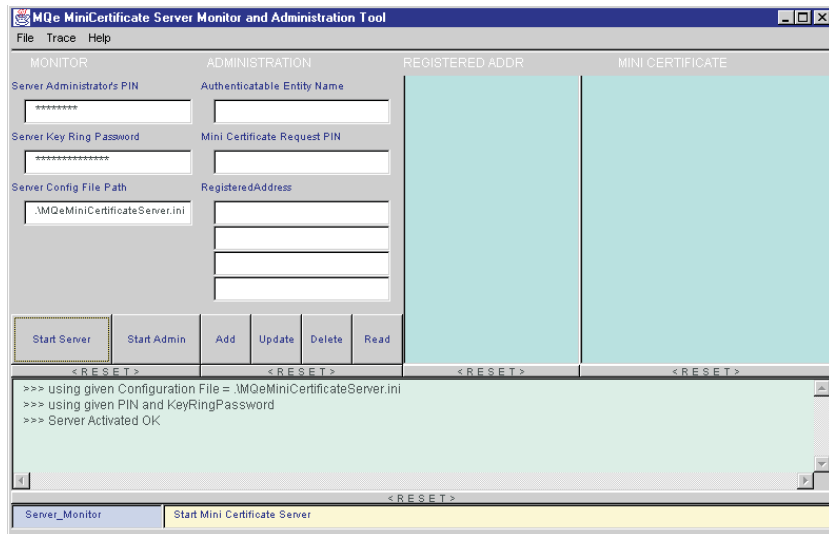 MQe MiniCertificate Server Monitor and Administration Tool
File Trace Help
MONITOR ADMINISTRATION REGISTERED ADDR MINI CERTIFICATE
Server Administrator's PIN Authenticatable Entity Name
********
Server Key Ring Password Mini Certificate Request PIN
**************
Server Config File Path RegisteredAddress
.\MQeMiniCertificateServer.ini
Start Server Start Admin Add Update Delete Read
<RESET> <RESET> <RESET> <RESET>
>>> using given Configuration File = .\MQeMiniCertificateServer.ini
>>> using given PIN and KeyRingPassword
>>> Server Activated OK
<RESET>
Server_Monitor Start Mini Certificate Server